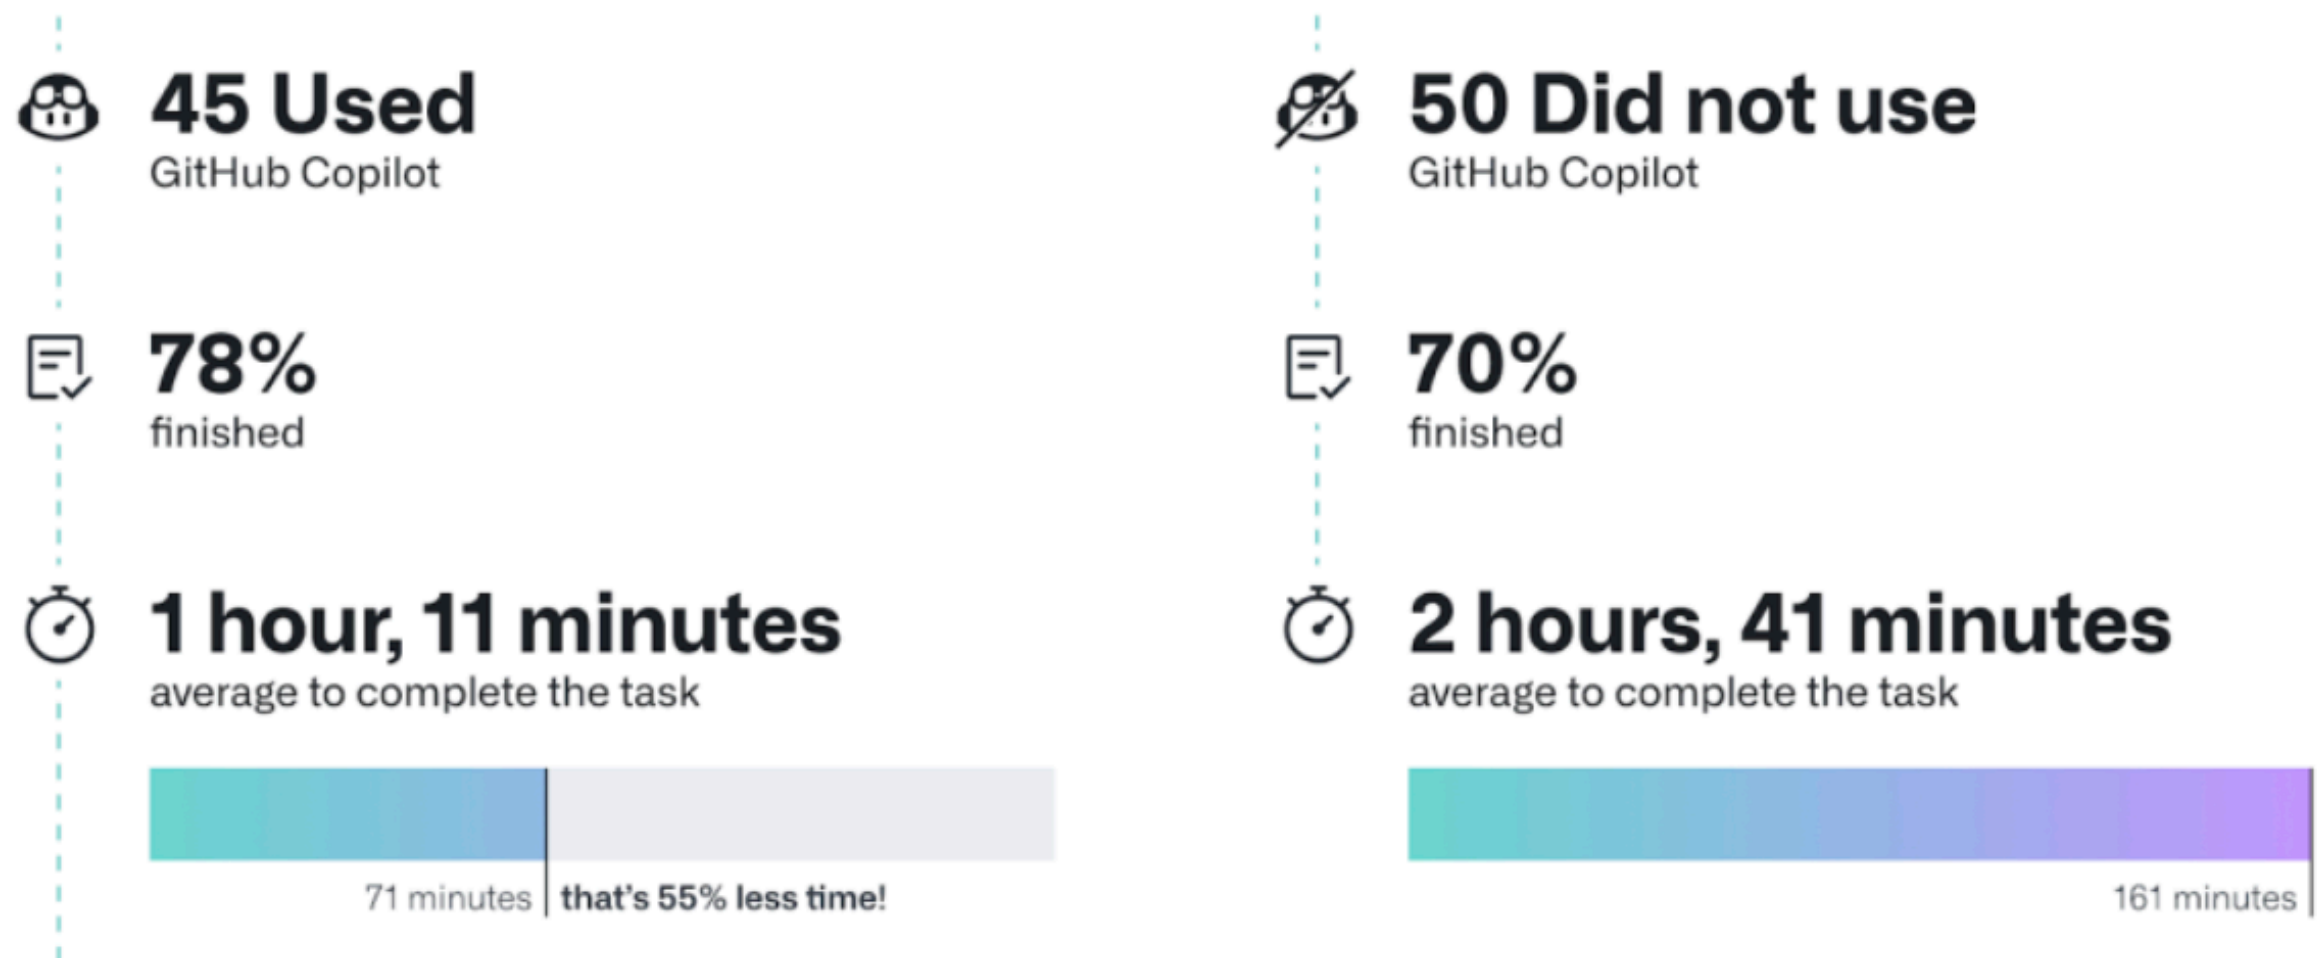 45 Used
GitHub Copilot
78%
finished
1 hour, 11 minutes
average to complete the task
71 minutes
that's 55% less time!
50 Did not use
GitHub Copilot
70%
finished
2 hours, 41 minutes
average to complete the task
161 minutes